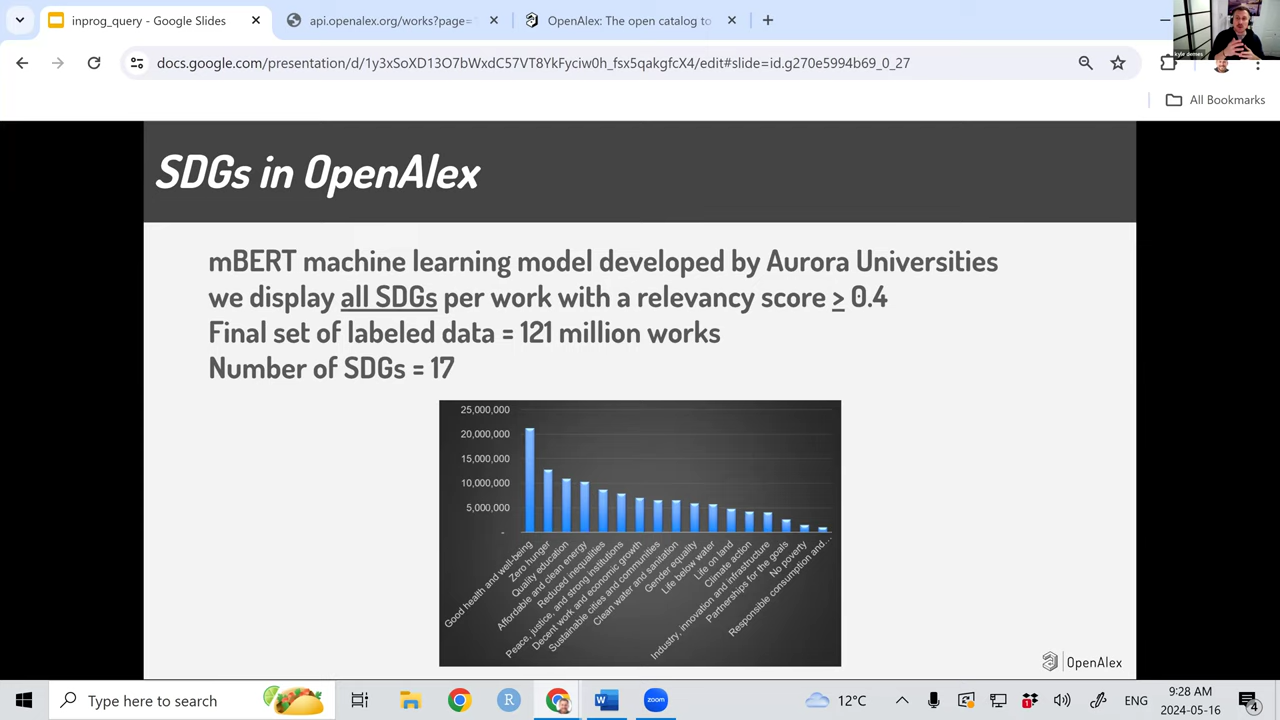 inprog_query - Google Slides
api.openalex.org/works?page=
OpenAlex: The open catalog to
kyle demes
docs.google.com/presentation/d/1y3xSoXD13O7DWXdC57VT8YkFyciw0h_fsx5qakgfcX4/edit#slide=id.g270e5994b69_0_27
All Bookmarks
SDGs in OpenAlex
mBERT machine learning model developed by Aurora Universities
we display all SDGs per work with a relevancy score > 0.4
Final set of labeled data = 121 million works
Number of SDGs = 17
25,000,000
20,000,000
15,000,000
10,000,000
5,000,000
-
Good health and well-being
Zero hunger
Quality education
Affordable and clean energy
Reduced inequalities
Peace, justice, and strong institutions
Decent work and economic growth
Sustainable cities and communities
Clean water and sanitation
Gender equality
Life below water
Life on land
Climate action
Industry, innovation and infrastructure
Partnerships for the goals
No poverty
Responsible consumption and...
OpenAlex
Type here to search
R
W
zoom
12°C
1
ENG
9:28 AM
2024-05-16
4